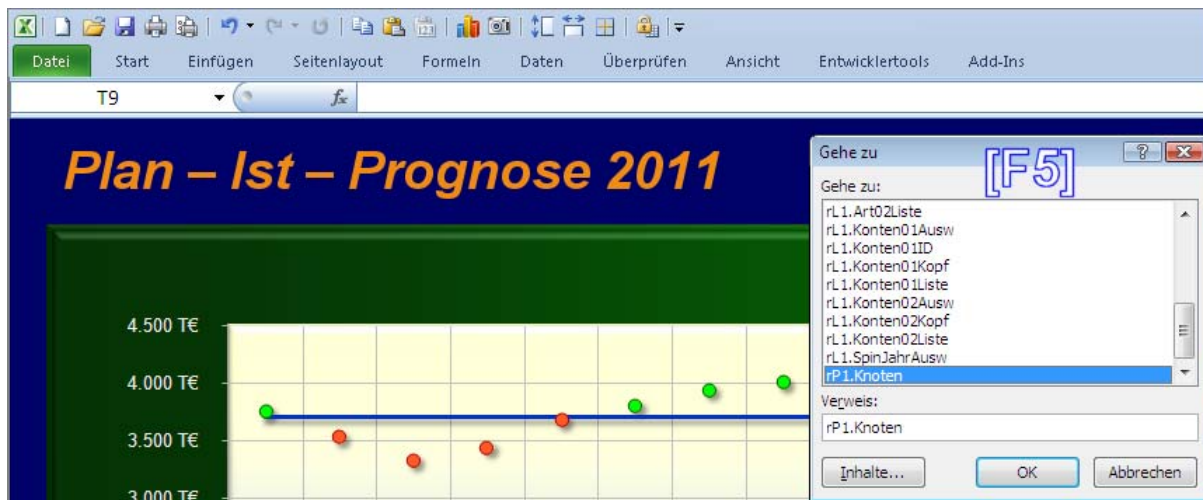 Datei Start Einfügen Seitenlayout Formeln Daten Überprüfen Ansicht Entwicklertools Add-Ins
T9 fx
Plan – Ist – Prognose 2011
Gehe zu
[F5]
Gehe zu:
rL1.Art02Liste
rL1.Konten01Ausw
rL1.Konten01ID
rL1.Konten01Kopf
rL1.Konten01Liste
rL1.Konten02Ausw
rL1.Konten02Kopf
rL1.Konten02Liste
rL1.SpinJahrAusw
rP1.Knoten
Verweis:
rP1.Knoten
Inhalte... OK Abbrechen
4.500 T€
4.000 T€
3.500 T€
3.000 T€